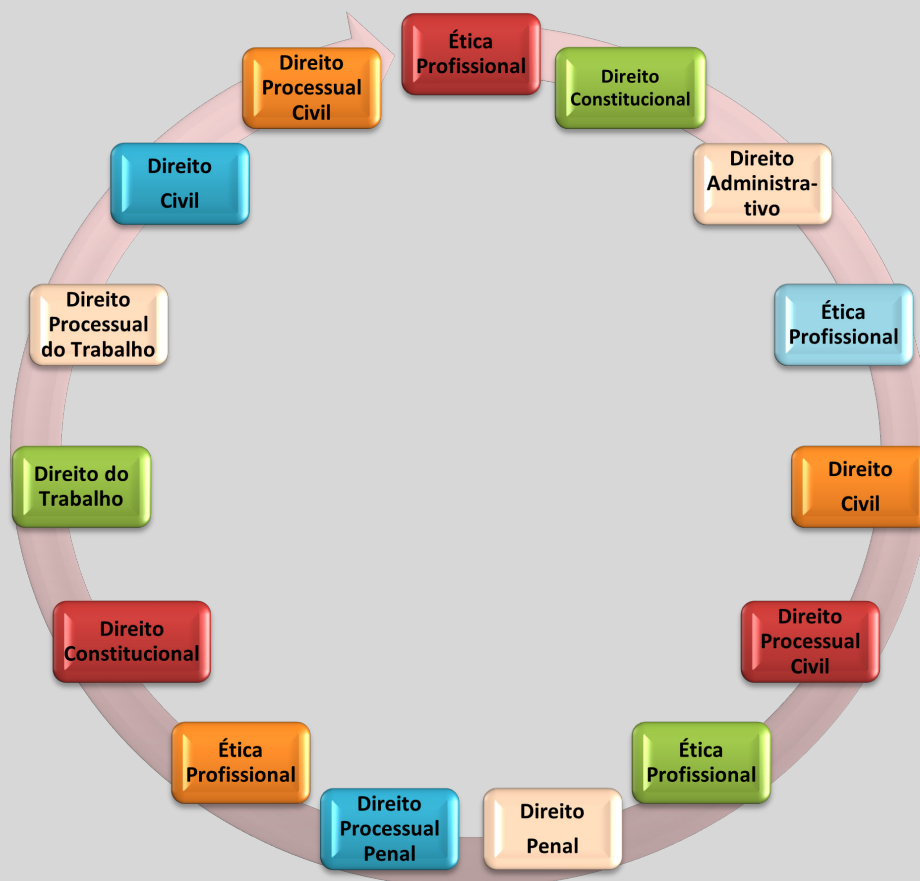 Ética
Profissional
Direito
Constitucional
Direito
Administra-
tivo
Ética
Profissional
Direito
Civil
Direito
Processual
Civil
Ética
Profissional
Direito
Penal
Direito
Processual
Penal
Ética
Profissional
Direito
Constitucional
Direito do
Trabalho
Direito
Processual
do Trabalho
Direito
Civil
Direito
Processual
Civil